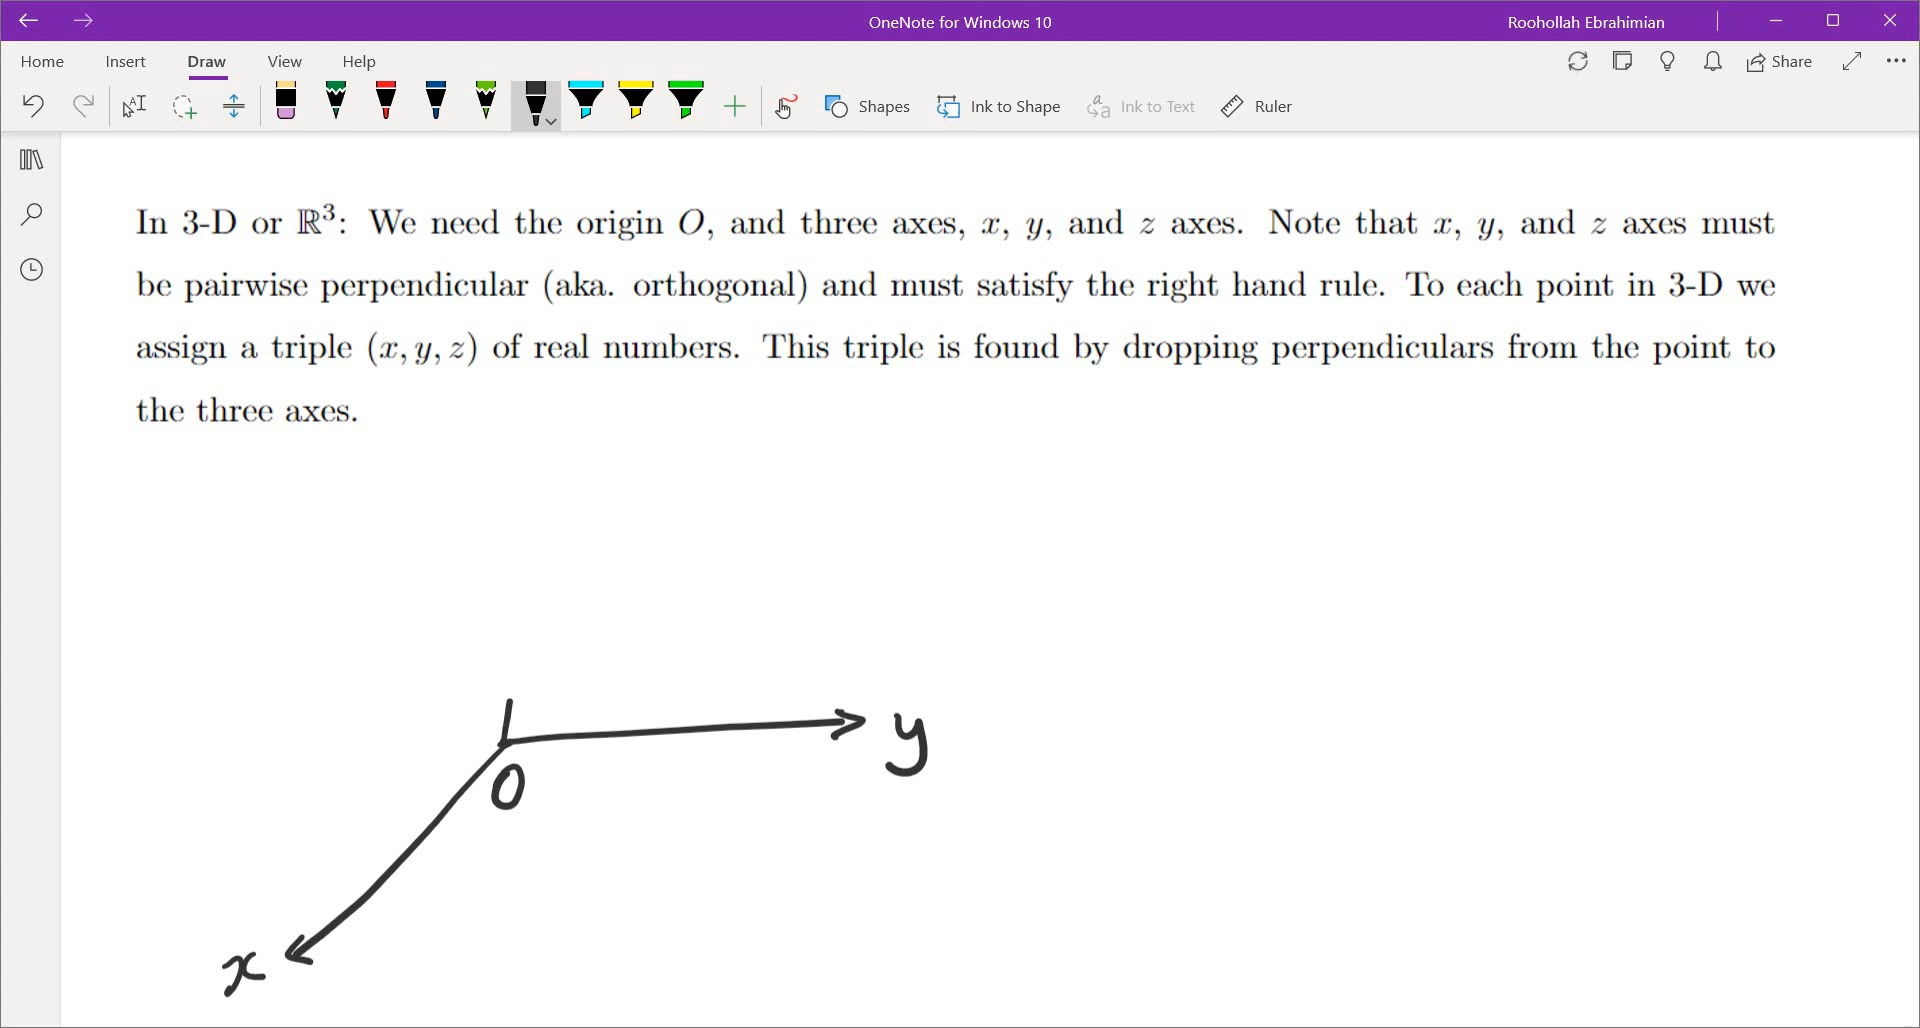 OneNote for Windows 10
Roohollah Ebrahimian
Home Insert Draw View Help
Share
Shapes Ink to Shape Ink to Text Ruler
In 3-D or ℝ³: We need the origin O, and three axes, x, y, and z axes. Note that x, y, and z axes must
be pairwise perpendicular (aka. orthogonal) and must satisfy the right hand rule. To each point in 3-D we
assign a triple (x, y, z) of real numbers. This triple is found by dropping perpendiculars from the point to
the three axes.
y
O
x